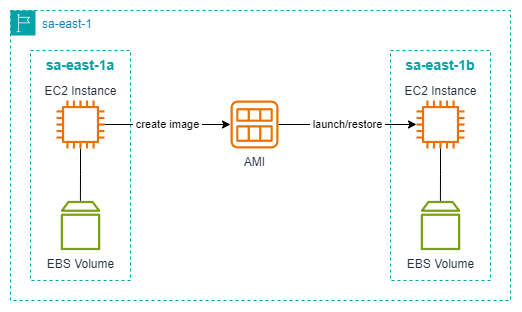 sa-east-1
sa-east-1a
sa-east-1b
EC2 Instance
EC2 Instance
create image
launch/restore
AMI
EBS Volume
EBS Volume